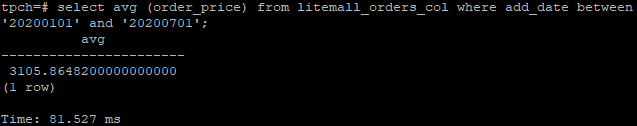 tpch=# select avg (order_price) from litemall_orders_col where add_date between
'20200101' and '20200701';
avg
-----------------------
3105.8648200000000000
(1 row)
Time: 81.527 ms